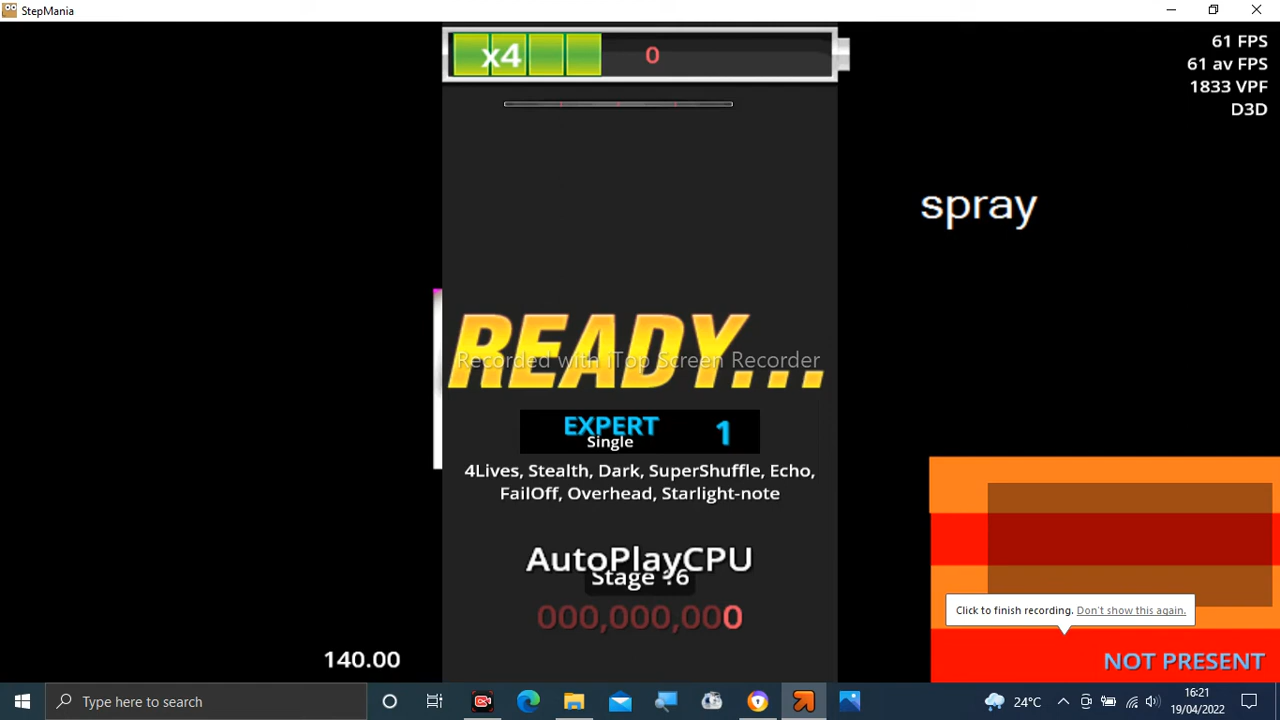 StepMania
x4
0
61 FPS
61 av FPS
1833 VPF
D3D
spray
READY...
Recorded with iTop Screen Recorder
EXPERT 1
Single
4Lives, Stealth, Dark, SuperShuffle, Echo,
FailOff, Overhead, Starlight-note
AutoPlayCPU
Stage
000,000,000
Click to finish recording. Don't show this again.
140.00
NOT PRESENT
Type here to search
24°C
16:21
19/04/2022